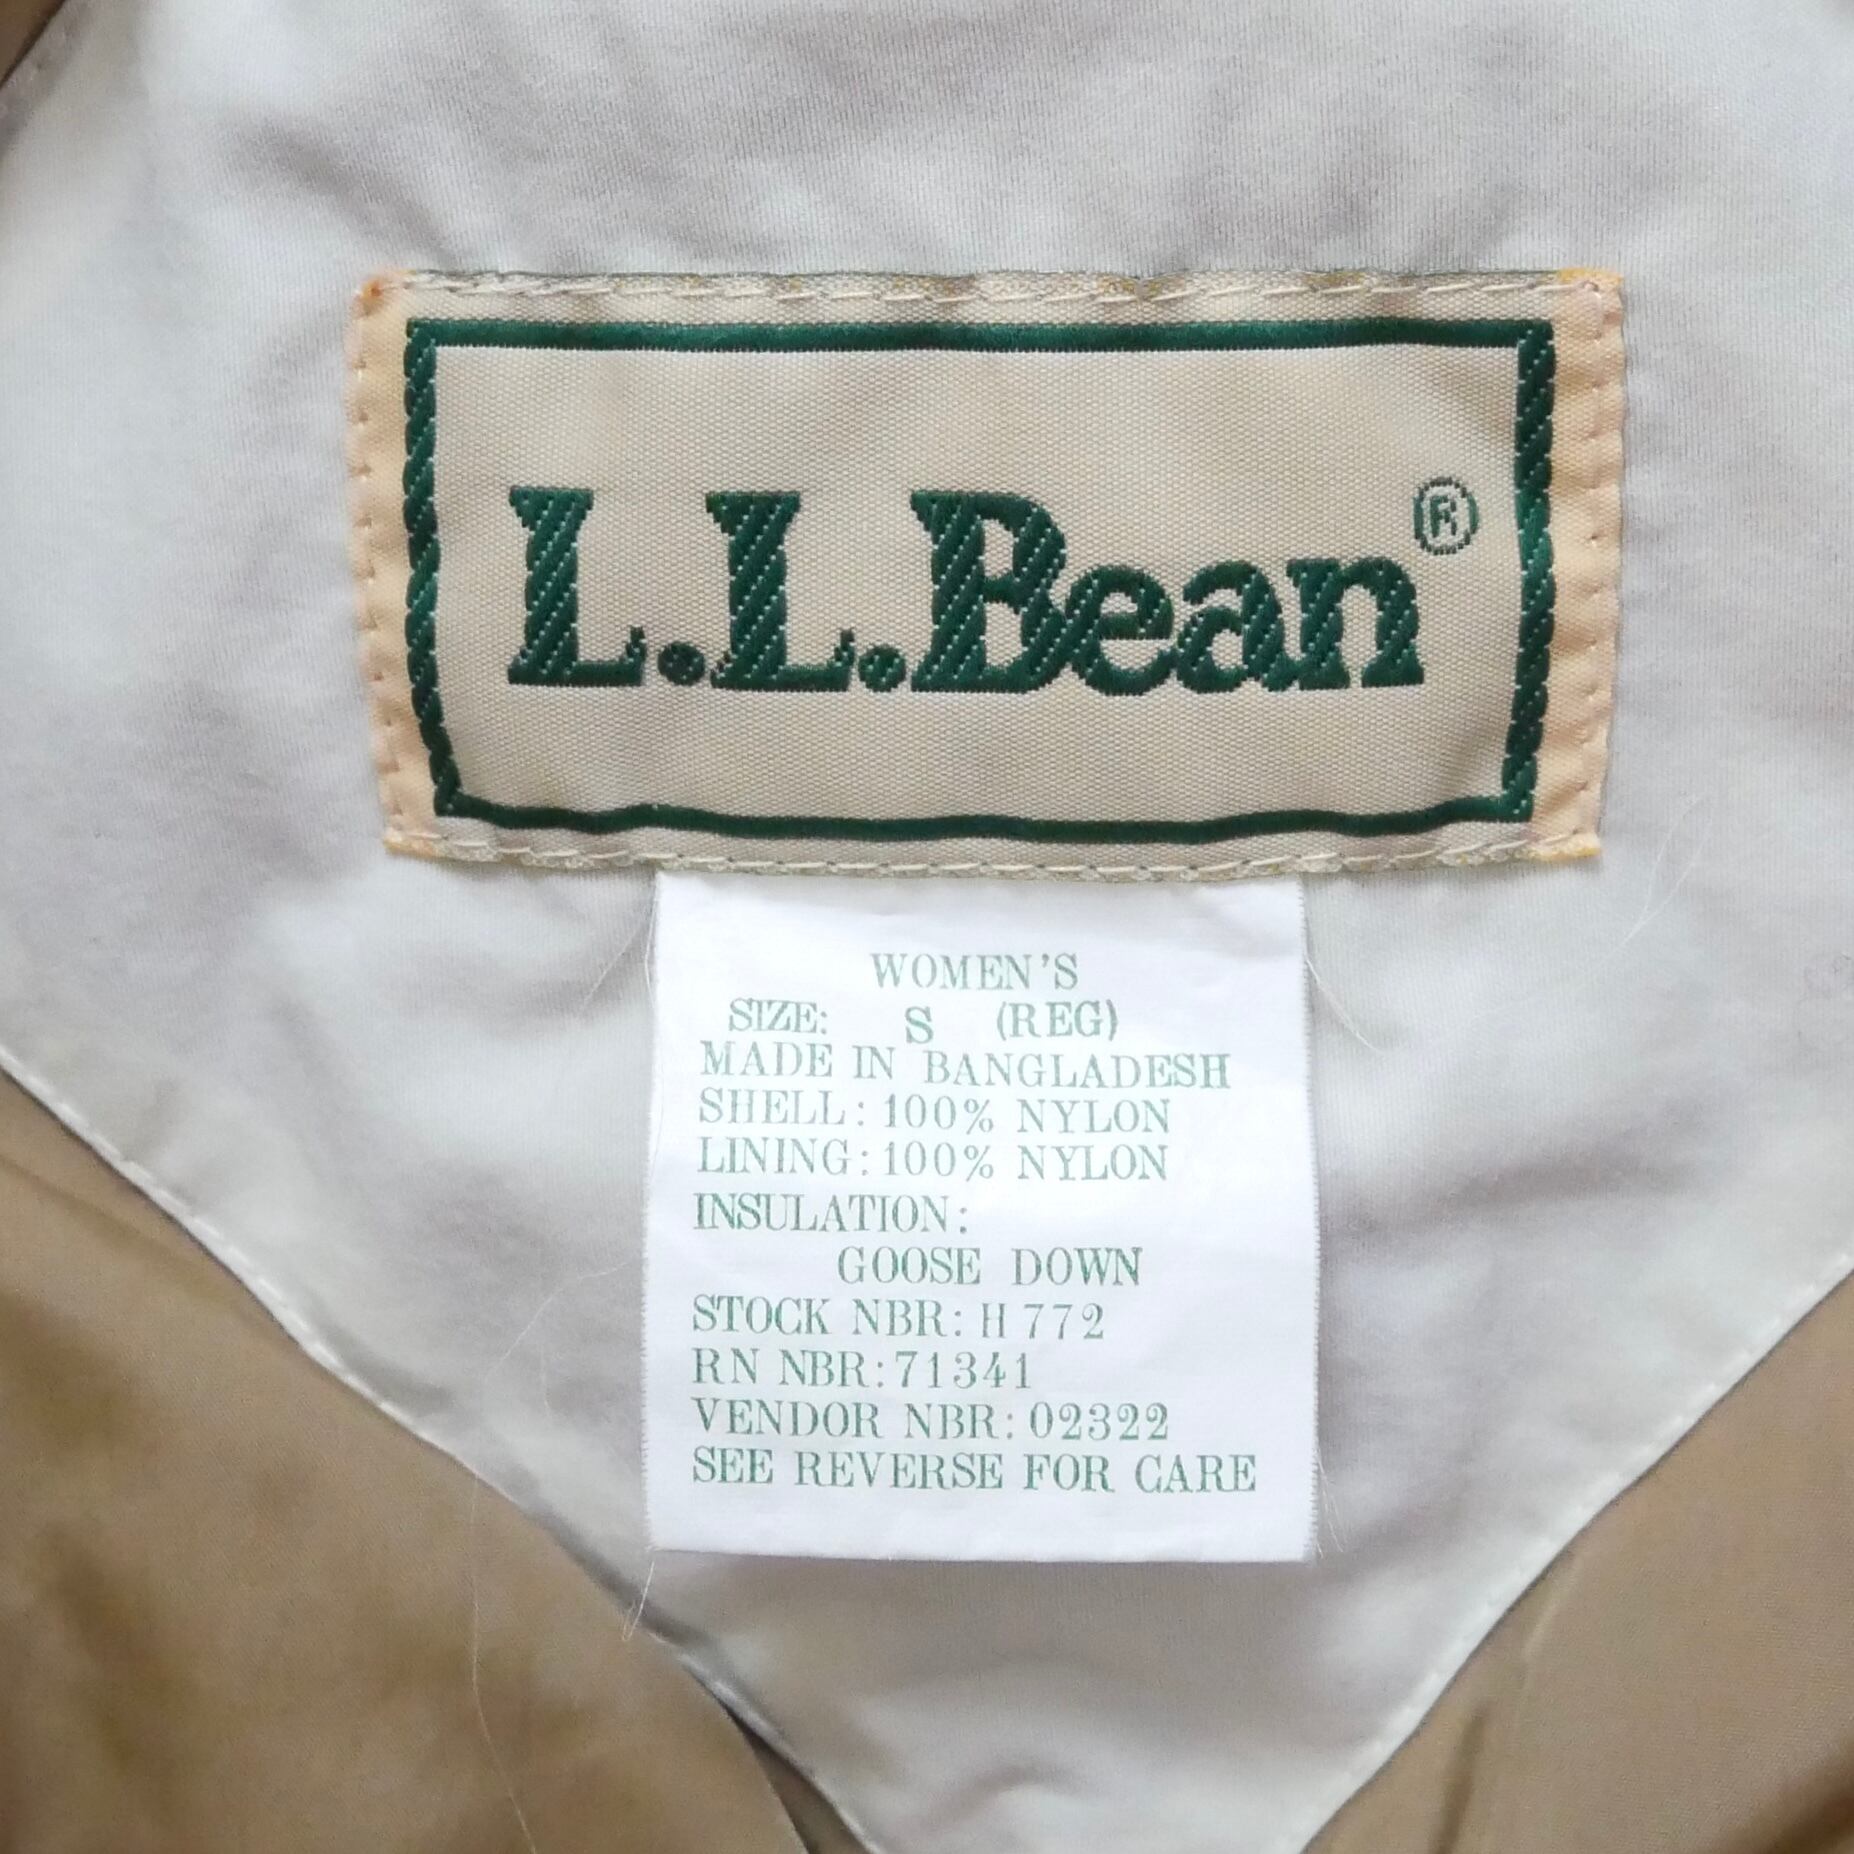 L.L.Bean®
WOMEN'S
SIZE: S (REG)
MADE IN BANGLADESH
SHELL: 100% NYLON
LINING: 100% NYLON
INSULATION:
GOOSE DOWN
STOCK NBR: H772
RN NBR: 71341
VENDOR NBR: 02322
SEE REVERSE FOR CARE